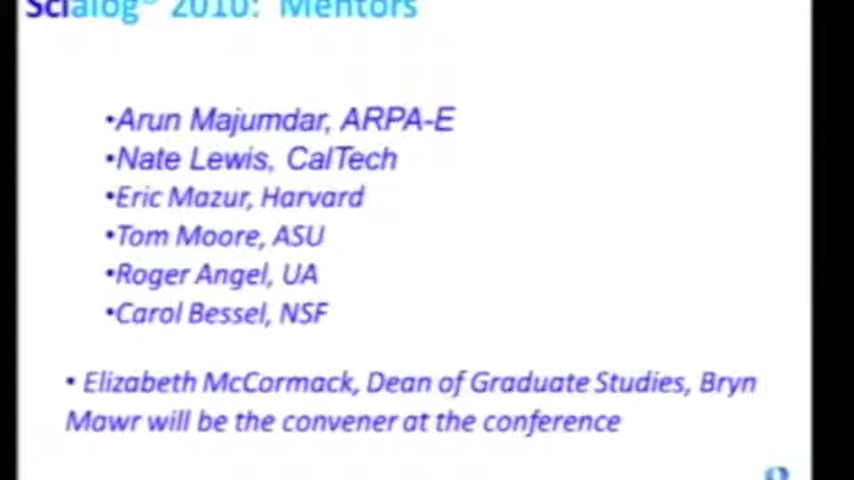 Scialog® 2010: Mentors
•Arun Majumdar, ARPA-E
•Nate Lewis, CalTech
•Eric Mazur, Harvard
•Tom Moore, ASU
•Roger Angel, UA
•Carol Bessel, NSF
• Elizabeth McCormack, Dean of Graduate Studies, Bryn
Mawr will be the convener at the conference